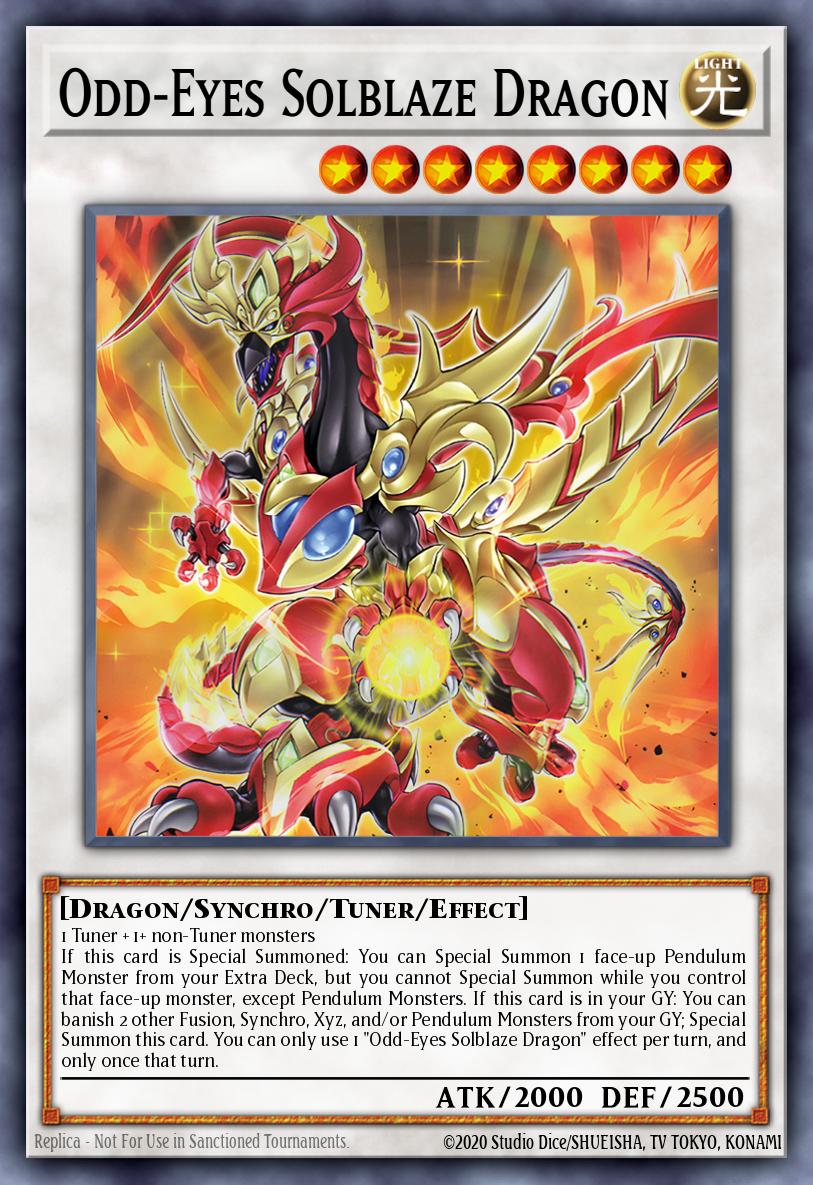 Odd-Eyes Solblaze Dragon
LIGHT
光
[Dragon/Synchro/Tuner/Effect]
1 Tuner + 1+ non-Tuner monsters
If this card is Special Summoned: You can Special Summon 1 face-up Pendulum
Monster from your Extra Deck, but you cannot Special Summon while you control
that face-up monster, except Pendulum Monsters. If this card is in your GY: You can
banish 2 other Fusion, Synchro, Xyz, and/or Pendulum Monsters from your GY; Special
Summon this card. You can only use 1 "Odd-Eyes Solblaze Dragon" effect per turn, and
only once that turn.
ATK/2000 DEF/2500
Replica - Not For Use in Sanctioned Tournaments.
©2020 Studio Dice/SHUEISHA, TV TOKYO, KONAMI